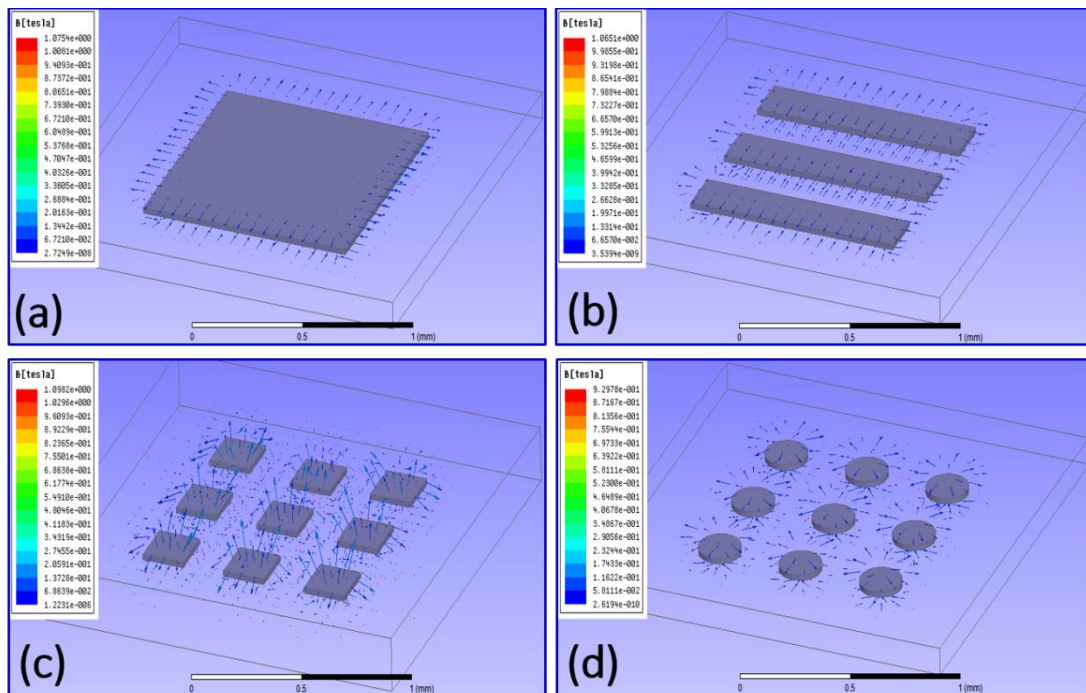 B[tesla]
1.0754e+000
1.0081e+000
9.4093e-001
8.7372e-001
8.0651e-001
7.3930e-001
6.7210e-001
6.0489e-001
5.3768e-001
4.7047e-001
4.0326e-001
3.3605e-001
2.6884e-001
2.0163e-001
1.3442e-001
6.7210e-002
2.7249e-008
(a)
0
0.5
1 (mm)
B[tesla]
1.0651e+000
9.9855e-001
9.3198e-001
8.6541e-001
7.9884e-001
7.3227e-001
6.6570e-001
5.9913e-001
5.3256e-001
4.6599e-001
3.9942e-001
3.3285e-001
2.6628e-001
1.9971e-001
1.3314e-001
6.6570e-002
3.5394e-009
(b)
0
0.5
1 (mm)
B[tesla]
1.0982e+000
1.0296e+000
9.6093e-001
8.9229e-001
8.2365e-001
7.5501e-001
6.8638e-001
6.1774e-001
5.4910e-001
4.8046e-001
4.1183e-001
3.4319e-001
2.7455e-001
2.0591e-001
1.3728e-001
6.8639e-002
1.2231e-006
(c)
0
0.5
1 (mm)
B[tesla]
9.2978e-001
8.7167e-001
8.1356e-001
7.5544e-001
6.9733e-001
6.3922e-001
5.8111e-001
5.2300e-001
4.6489e-001
4.0678e-001
3.4867e-001
2.9056e-001
2.3244e-001
1.7433e-001
1.1622e-001
5.8111e-002
2.6194e-010
(d)
0
0.5
1 (mm)